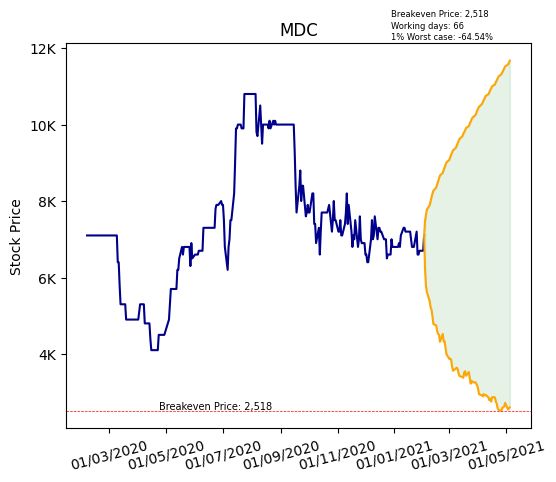 Breakeven Price: 2,518
Working days: 66
1% Worst case: -64.54%
MDC
Stock Price
12K
10K
8K
6K
4K
Breakeven Price: 2,518
01/03/2020 01/05/2020 01/07/2020 01/09/2020 01/11/2020 01/01/2021 01/03/2021 01/05/2021